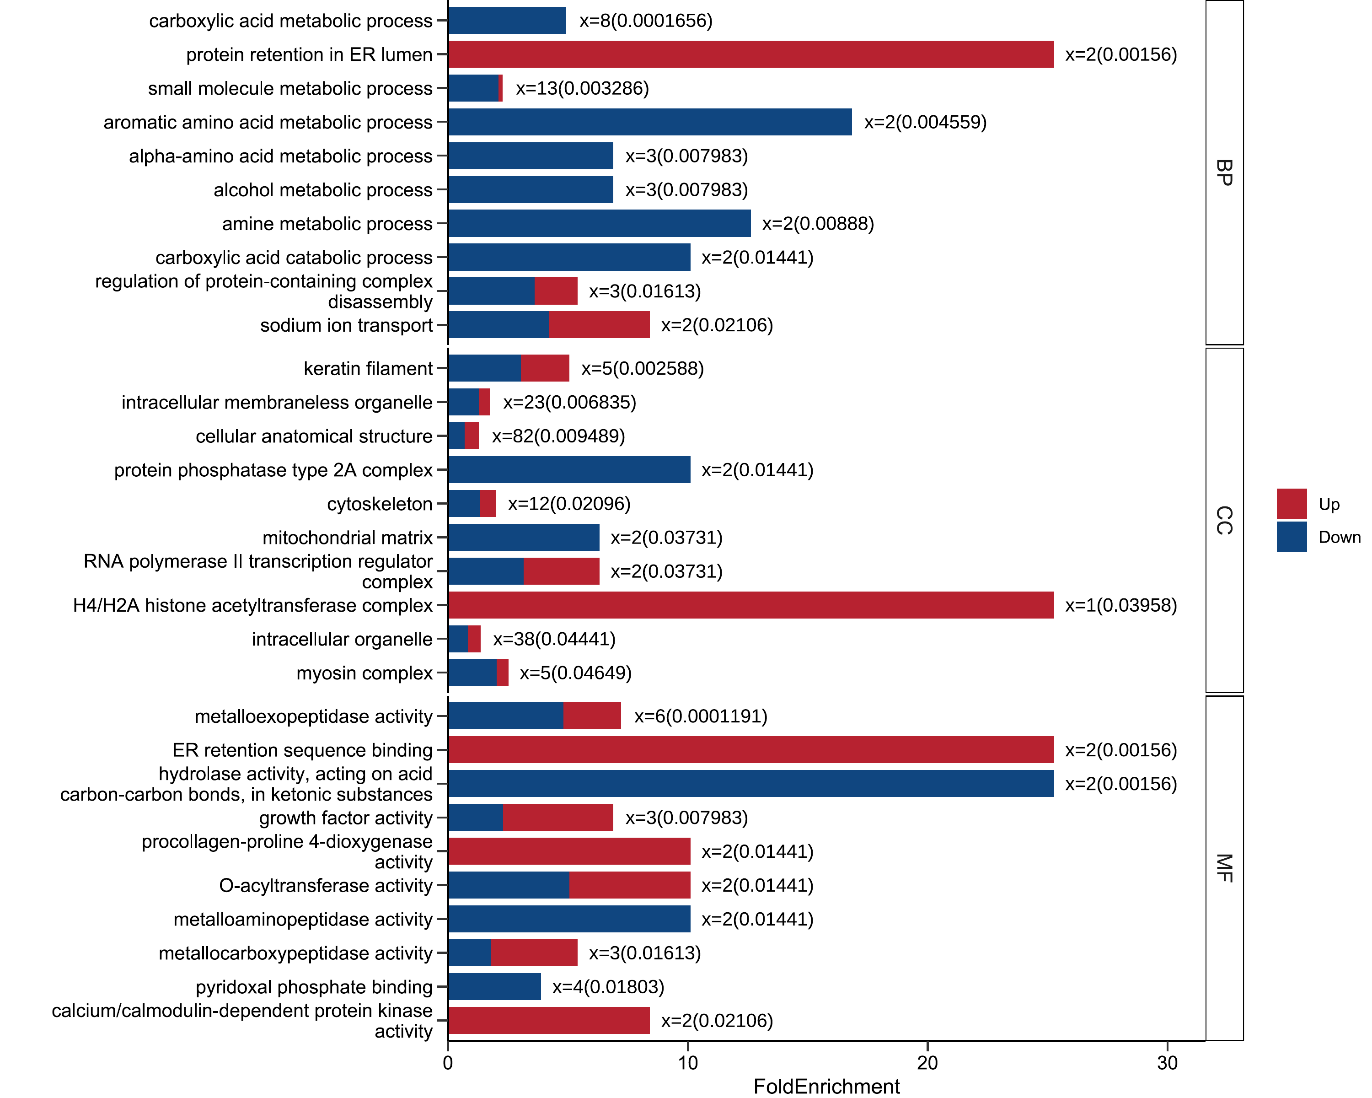 carboxylic acid metabolic process
x=8(0.0001656)
protein retention in ER lumen
x=2(0.00156)
small molecule metabolic process
x=13(0.003286)
aromatic amino acid metabolic process
x=2(0.004559)
alpha-amino acid metabolic process
x=3(0.007983)
alcohol metabolic process
x=3(0.007983)
amine metabolic process
x=2(0.00888)
carboxylic acid catabolic process
x=2(0.01441)
regulation of protein-containing complex
disassembly
x=3(0.01613)
sodium ion transport
x=2(0.02106)
BP
keratin filament
x=5(0.002588)
intracellular membraneless organelle
x=23(0.006835)
cellular anatomical structure
x=82(0.009489)
protein phosphatase type 2A complex
x=2(0.01441)
cytoskeleton
x=12(0.02096)
mitochondrial matrix
x=2(0.03731)
RNA polymerase II transcription regulator
complex
x=2(0.03731)
H4/H2A histone acetyltransferase complex
x=1(0.03958)
intracellular organelle
x=38(0.04441)
myosin complex
x=5(0.04649)
CC
metalloexopeptidase activity
x=6(0.0001191)
ER retention sequence binding
x=2(0.00156)
hydrolase activity, acting on acid
carbon-carbon bonds, in ketonic substances
x=2(0.00156)
growth factor activity
x=3(0.007983)
procollagen-proline 4-dioxygenase
activity
x=2(0.01441)
O-acyltransferase activity
x=2(0.01441)
metalloaminopeptidase activity
x=2(0.01441)
metallocarboxypeptidase activity
x=3(0.01613)
pyridoxal phosphate binding
x=4(0.01803)
calcium/calmodulin-dependent protein kinase
activity
x=2(0.02106)
MF
Up
Down
0 10 20 30
FoldEnrichment